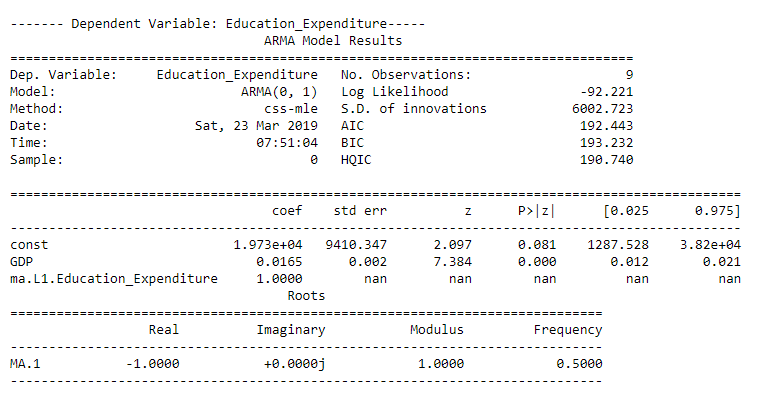 ------- Dependent Variable: Education_Expenditure-----
ARMA Model Results
==============================================================================
Dep. Variable: Education_Expenditure No. Observations: 9
Model: ARMA(0, 1) Log Likelihood -92.221
Method: css-mle S.D. of innovations 6002.723
Date: Sat, 23 Mar 2019 AIC 192.443
Time: 07:51:04 BIC 193.232
Sample: 0 HQIC 190.740
===============================================================================================
coef std err z P>|z| [0.025 0.975]
-----------------------------------------------------------------------------------------------
const 1.973e+04 9410.347 2.097 0.081 1287.528 3.82e+04
GDP 0.0165 0.002 7.384 0.000 0.012 0.021
ma.L1.Education_Expenditure 1.0000 nan nan nan nan nan
Roots
=============================================================================
Real Imaginary Modulus Frequency
-----------------------------------------------------------------------------
MA.1 -1.0000 +0.0000j 1.0000 0.5000
-----------------------------------------------------------------------------